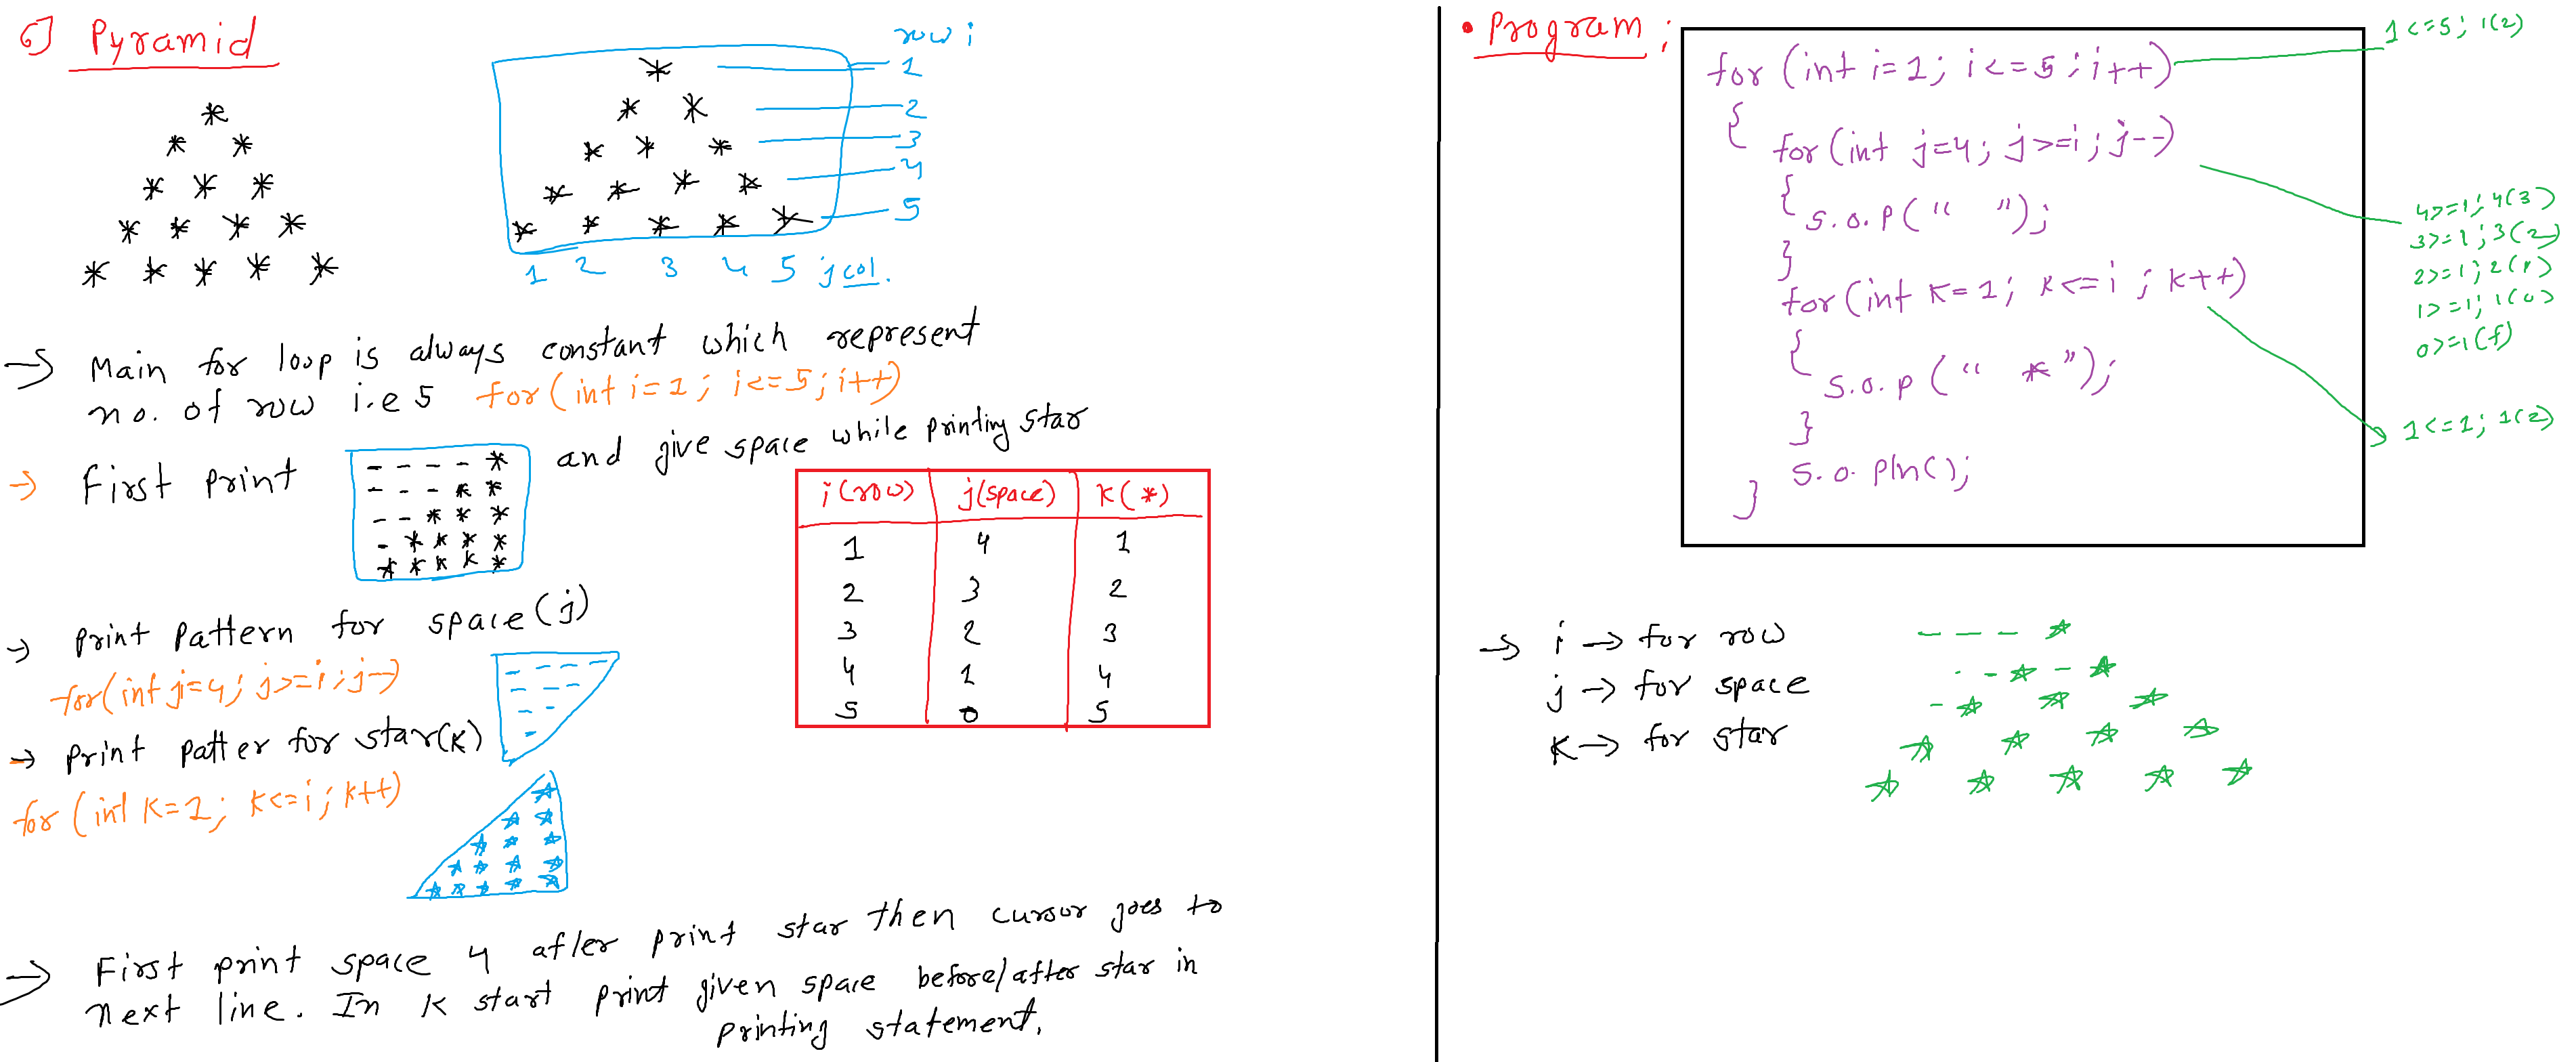 6] Pyramid
*
* *
* * *
* * * *
* * * * *
row i
* 1
* * 2
* * * 3
* * * * 4
* * * * * 5
1 2 3 4 5 j col.
→ Main for loop is always constant which represent
no. of row i.e 5 for(int i=1; i<=5; i++)
→ First print and give space while printing star
- - - - *
- - - * *
- - * * *
- * * * *
* * * * *
i(row) j(space) K(*)
1 4 1
2 3 2
3 2 3
4 1 4
5 0 5
→ print pattern for space(j)
for(int j=4; j>=i; j--)
- - - -
- - -
- -
-
→ print patter for star(K)
for(int K=1; K<=i; K++)
*
* *
* * *
* * * *
* * * * *
→ First print space 4 after print star then cursor goes to
next line. In K start print given space before/after star in
printing statement.
• Program;
for(int i=1; i<=5; i++)
{
for(int j=4; j>=i; j--)
{
S.o.p(" ");
}
for(int K=1; K<=i; K++)
{
S.o.p(" *");
}
S.o.pln();
}
1<=5; 1(2)
4>=1; 4(3)
3>=1; 3(2)
2>=1; 2(1)
1>=1; 1(0)
0>=1(f)
1<=1; 1(2)
→ i → for row
j → for space
K → for star
- - - *
- - * - *
- * * *
* * * *
* * * * *